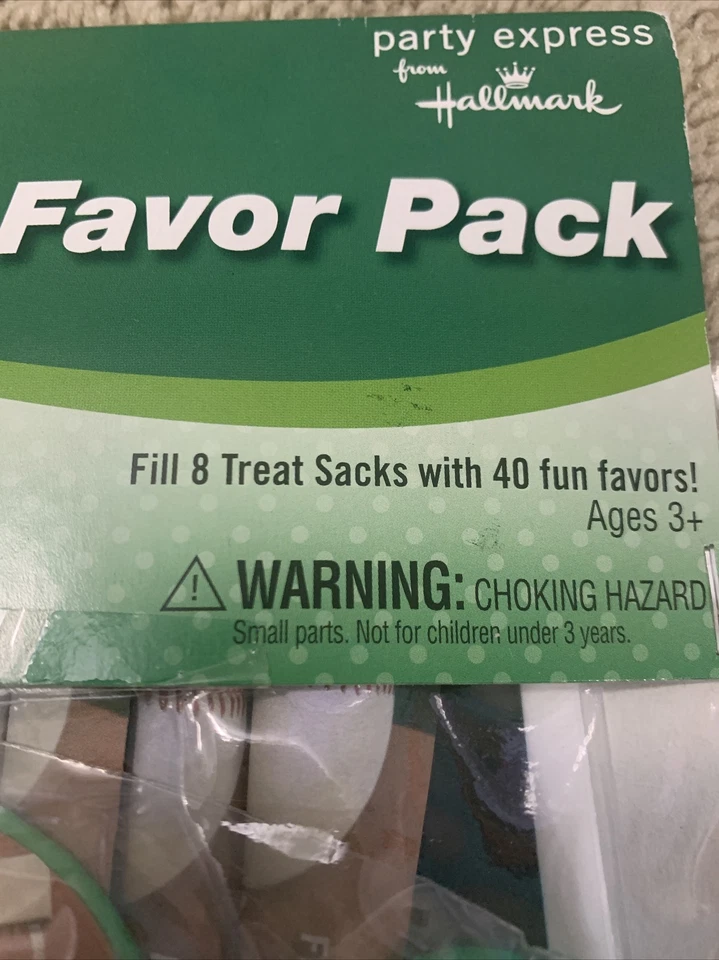 party express
from
Hallmark
Favor Pack
Fill 8 Treat Sacks with 40 fun favors!
Ages 3+
WARNING: CHOKING HAZARD
Small parts. Not for children under 3 years.